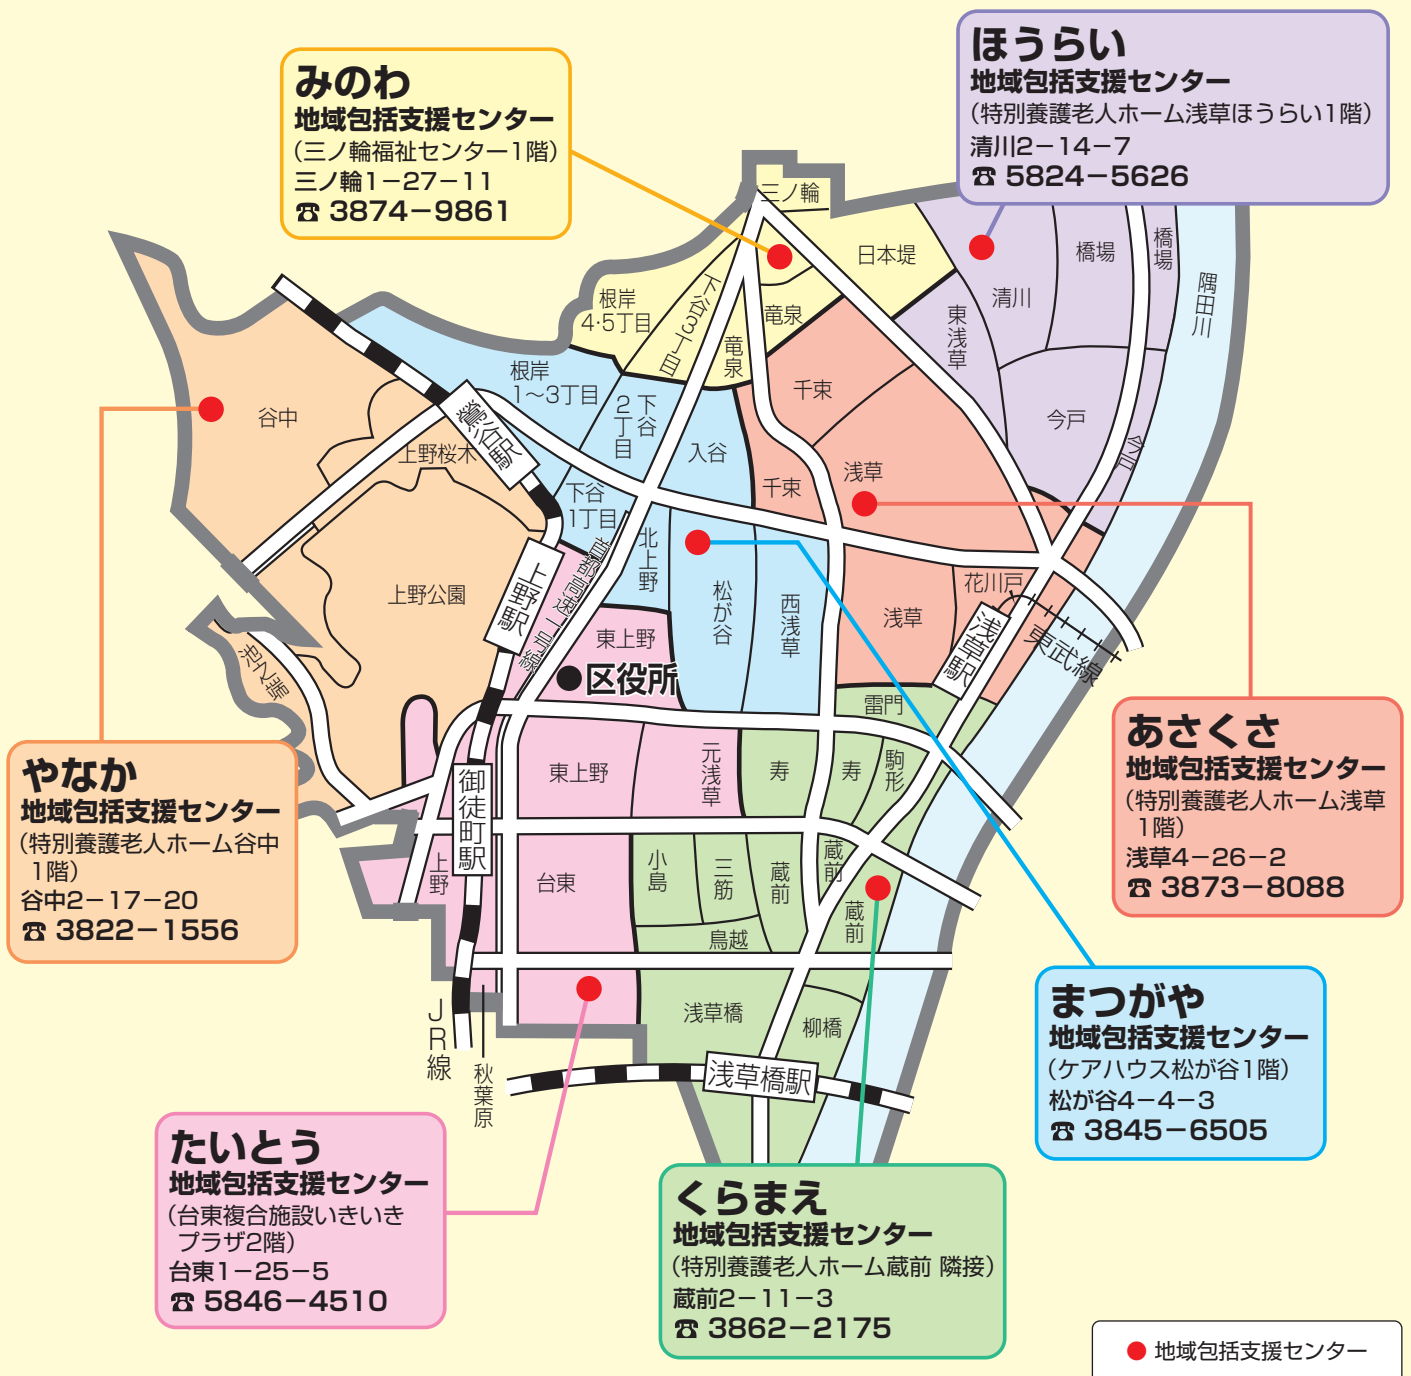 みのわ
地域包括支援センター
(三ノ輪福祉センター1階)
三ノ輪1−27−11
☎ 3874−9861
ほうらい
地域包括支援センター
(特別養護老人ホーム浅草ほうらい1階)
清川2−14−7
☎ 5824−5626
三ノ輪
日本堤
根岸
4・5丁目
下谷3丁目
竜泉
竜泉
東浅草
清川
橋場
橋場
隅田川
今戸
今戸
谷中
上野桜木
鶯谷駅
根岸
1〜3丁目
下谷
2丁目
入谷
千束
千束
浅草
下谷
1丁目
北上野
松が谷
西浅草
浅草
花川戸
浅草駅
東武線
上野公園
上野駅
首都高速一号線
池之端
東上野
区役所
雷門
東上野
元浅草
寿
寿
駒形
御徒町駅
上野
台東
小島
三筋
蔵前
蔵前
蔵前
鳥越
浅草橋
柳橋
浅草橋駅
JR線
秋葉原
やなか
地域包括支援センター
(特別養護老人ホーム谷中
1階)
谷中2−17−20
☎ 3822−1556
あさくさ
地域包括支援センター
(特別養護老人ホーム浅草
1階)
浅草4−26−2
☎ 3873−8088
まつがや
地域包括支援センター
(ケアハウス松が谷1階)
松が谷4−4−3
☎ 3845−6505
たいとう
地域包括支援センター
(台東複合施設いきいき
プラザ2階)
台東1−25−5
☎ 5846−4510
くらまえ
地域包括支援センター
(特別養護老人ホーム蔵前 隣接)
蔵前2−11−3
☎ 3862−2175
地域包括支援センター